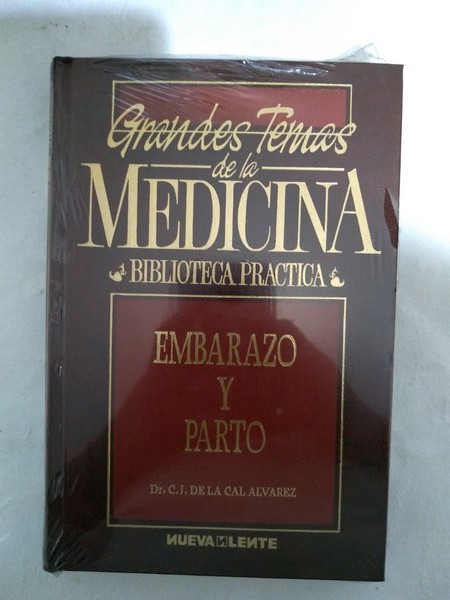 Grandes Temas
de la
MEDICINA
BIBLIOTECA PRACTICA
EMBARAZO
Y
PARTO
Dr. C.J. DE LA CAL ALVAREZ
NUEVA LENTE